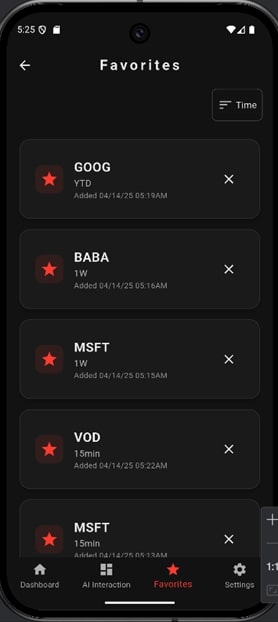 5:25
Favorites
Time
GOOG
YTD
Added 04/14/25 05:19AM
BABA
1W
Added 04/14/25 05:16AM
MSFT
1W
Added 04/14/25 05:15AM
VOD
15min
Added 04/14/25 05:22AM
MSFT
15min
Added 04/14/25 05:13AM
Dashboard
AI Interaction
Favorites
Settings